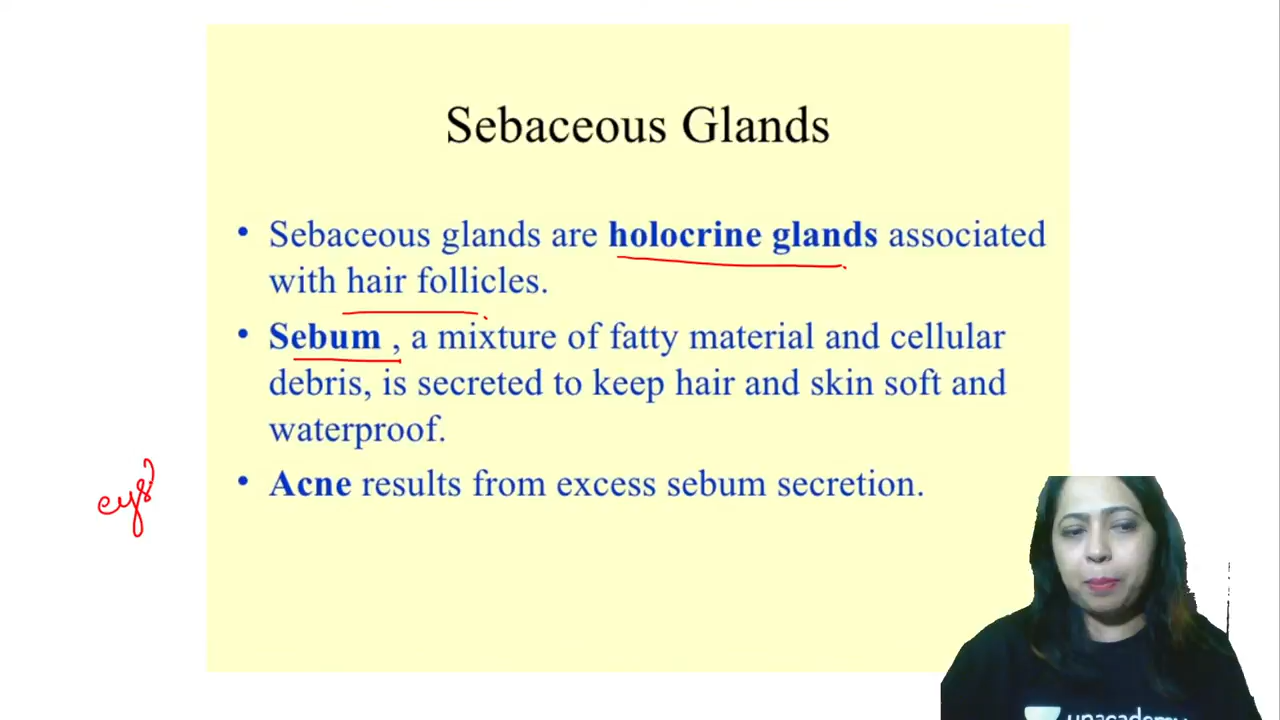 Sebaceous Glands
• Sebaceous glands are holocrine glands associated
with hair follicles.
• Sebum , a mixture of fatty material and cellular
debris, is secreted to keep hair and skin soft and
waterproof.
• Acne results from excess sebum secretion.
unacademy